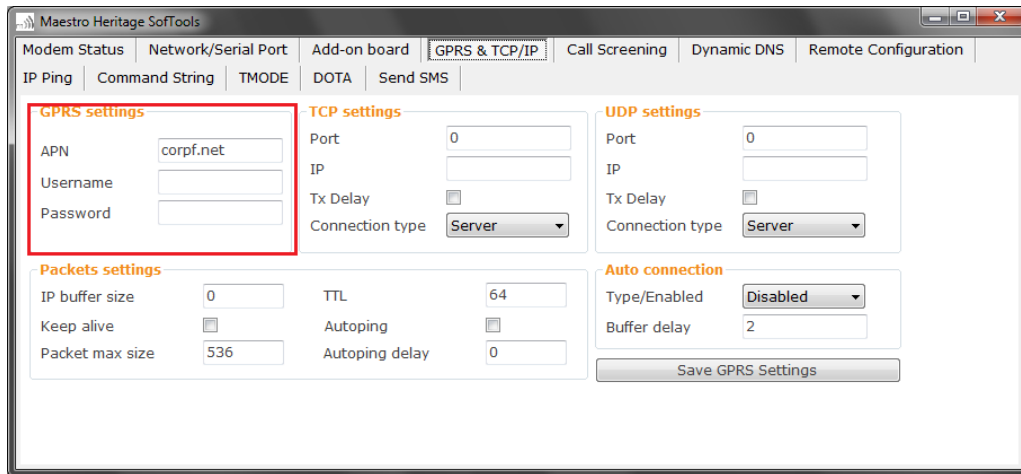 Maestro Heritage SofTools
Modem Status Network/Serial Port Add-on board GPRS & TCP/IP Call Screening Dynamic DNS Remote Configuration
IP Ping Command String TMODE DOTA Send SMS
GPRS settings
APN corpf.net
Username
Password
TCP settings
Port 0
IP
Tx Delay
Connection type Server
UDP settings
Port 0
IP
Tx Delay
Connection type Server
Packets settings
IP buffer size 0 TTL 64
Keep alive Autoping
Packet max size 536 Autoping delay 0
Auto connection
Type/Enabled Disabled
Buffer delay 2
Save GPRS Settings